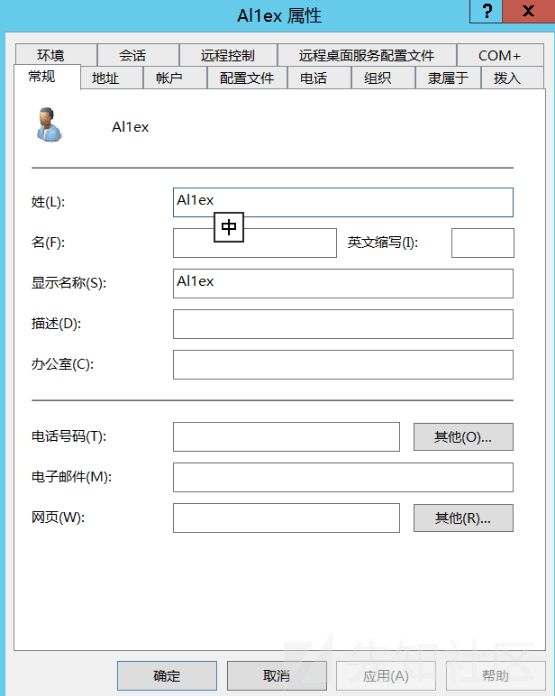 Al1ex 属性
?
x
环境 会话 远程控制 远程桌面服务配置文件 COM+
常规 地址 帐户 配置文件 电话 组织 隶属于 拨入
Al1ex
姓(L): Al1ex
中
名(F): 英文缩写(I):
显示名称(S): Al1ex
描述(D):
办公室(C):
电话号码(T): 其他(O)...
电子邮件(M):
网页(W): 其他(R)...
先知社区
确定 取消 应用(A) 帮助